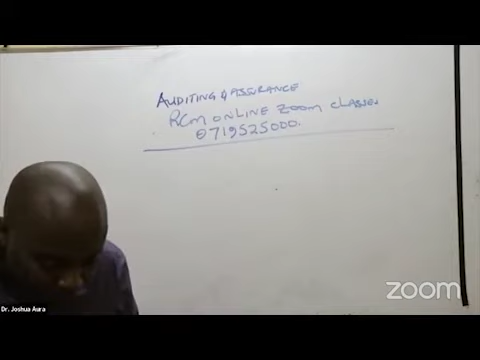 AUDITING & ASSURANCE
RCM ONLINE ZOOM CLASSES
0719525000.
zoom
Dr. Joshua Aura